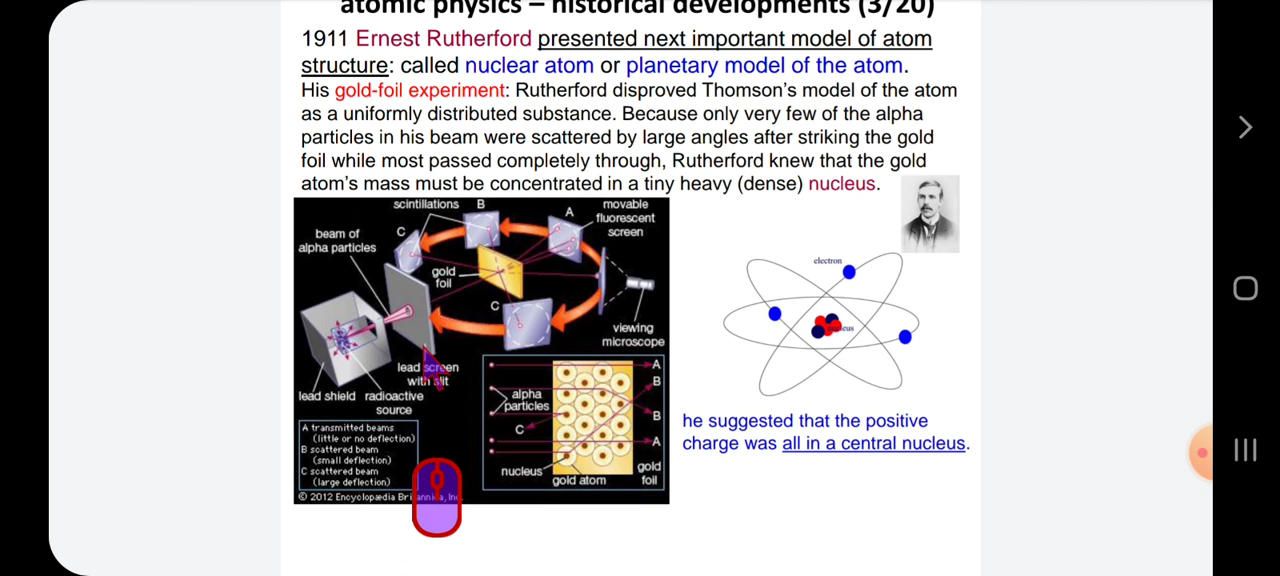 atomic physics – historical developments (3/20)
1911 Ernest Rutherford presented next important model of atom
structure: called nuclear atom or planetary model of the atom.
His gold-foil experiment: Rutherford disproved Thomson's model of the atom
as a uniformly distributed substance. Because only very few of the alpha
particles in his beam were scattered by large angles after striking the gold
foil while most passed completely through, Rutherford knew that the gold
atom's mass must be concentrated in a tiny heavy (dense) nucleus.
scintillations
B
A
movable
fluorescent
screen
C
beam of
alpha particles
gold
foil
C
viewing
microscope
lead screen
with slit
lead shield
radioactive
source
A transmitted beams
(little or no deflection)
B scattered beam
(small deflection)
C scattered beam
(large deflection)
© 2012 Encyclopædia Britannica, Inc.
A
B
alpha
particles
C
B
A
nucleus
gold atom
gold
foil
electron
nucleus
he suggested that the positive
charge was all in a central nucleus.